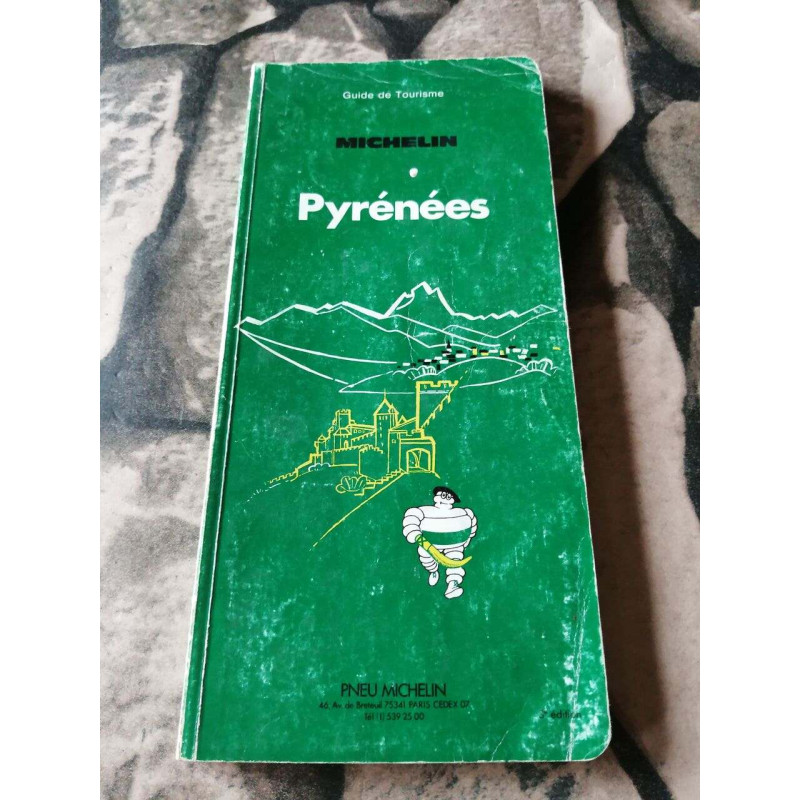 Guide de Tourisme
MICHELIN
Pyrénées
PNEU MICHELIN
46, Av. de Breteuil 75341 PARIS CEDEX 07
Tél (1) 539 25 00
édition